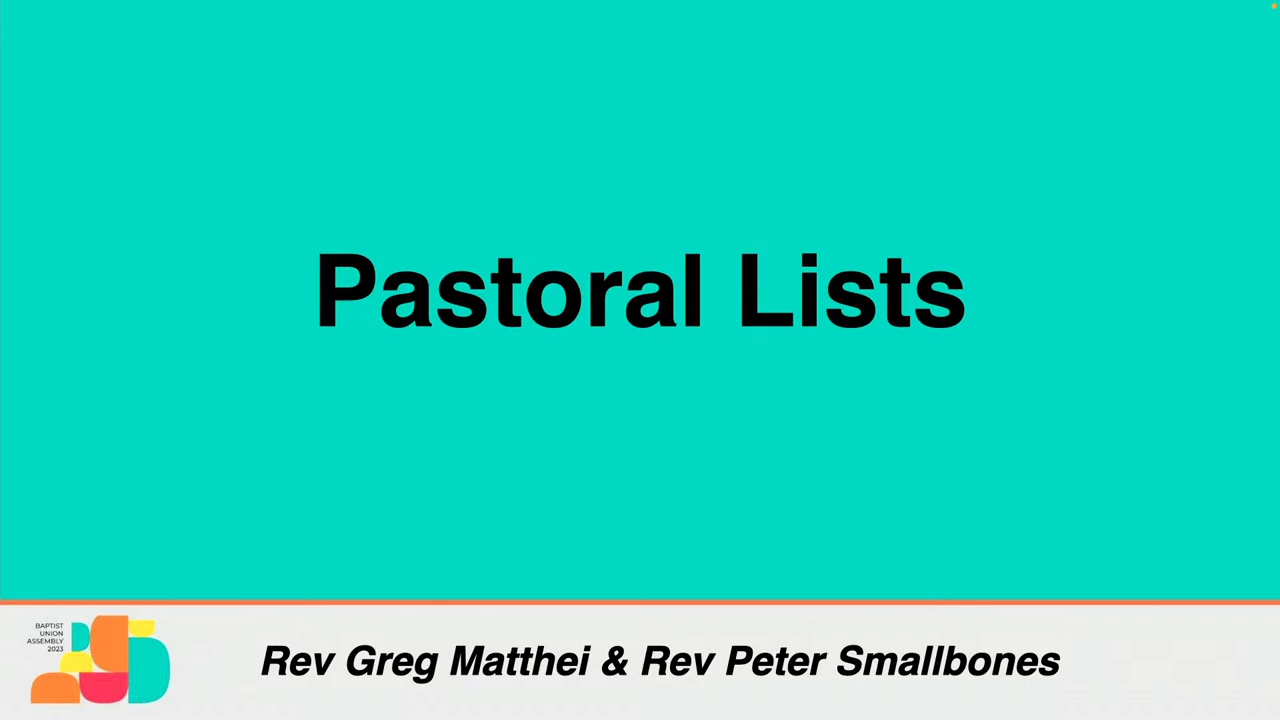 Pastoral Lists
BAPTIST
UNION
ASSEMBLY
2023
Rev Greg Matthei & Rev Peter Smallbones